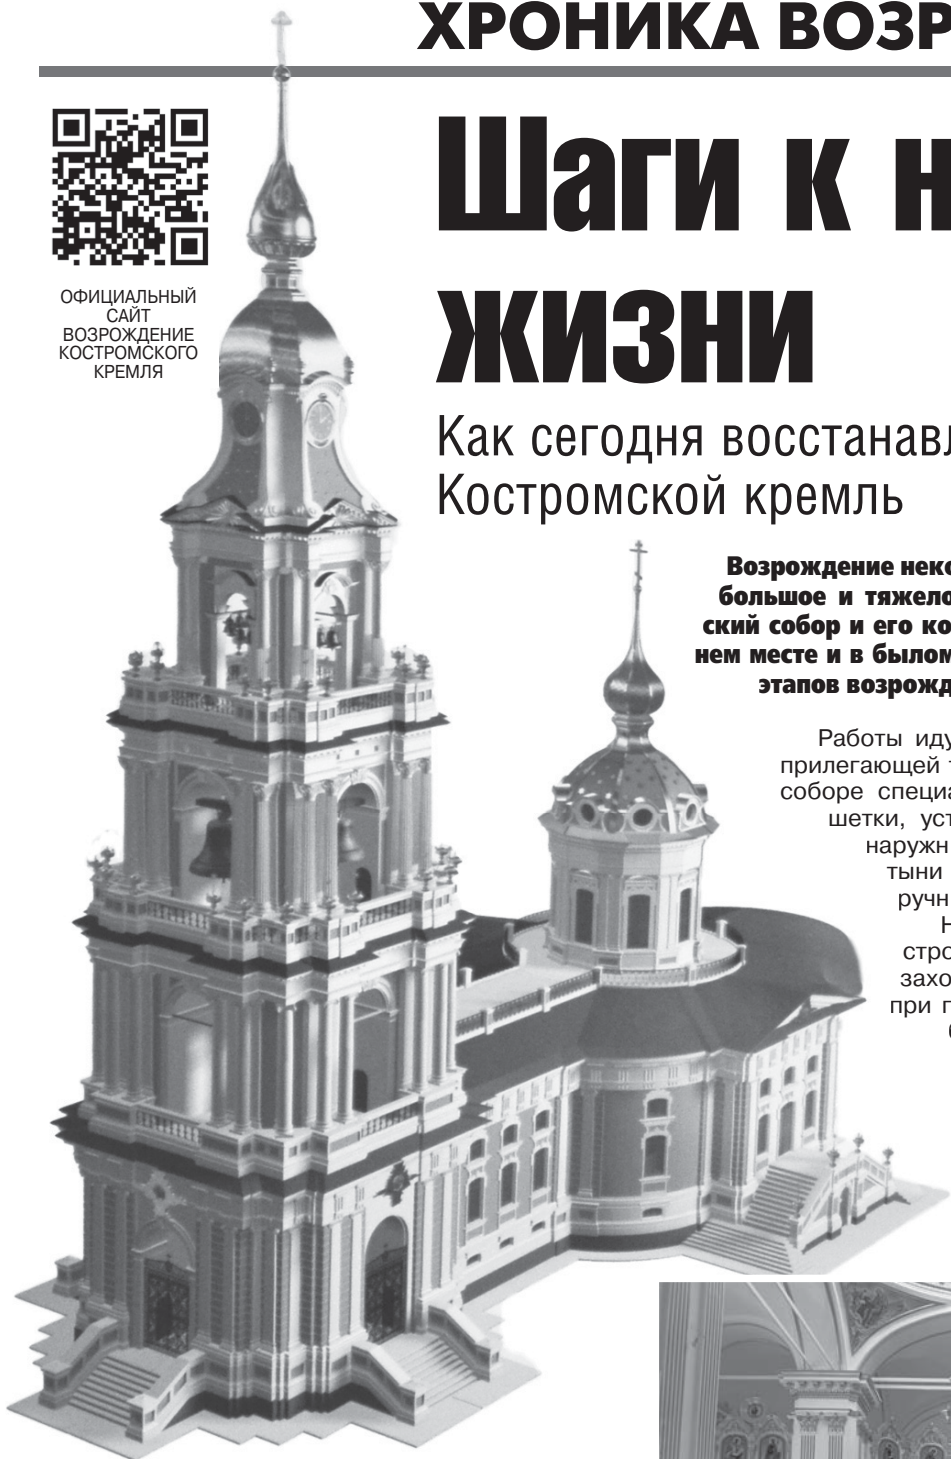 ХРОНИКА ВОЗР
ОФИЦИАЛЬНЫЙ
САЙТ
ВОЗРОЖДЕНИЕ
КОСТРОМСКОГО
КРЕМЛЯ
Шаги к н
жизни
Как сегодня восстанавл
Костромской кремль
Возрождение неко
большое и тяжело
ский собор и его ко
нем месте и в былом
этапов возрожд
Работы иду
прилегающей т
соборе специа
шетки, уст
наружн
тыни
ручн
Н
стро
захо
при п
б